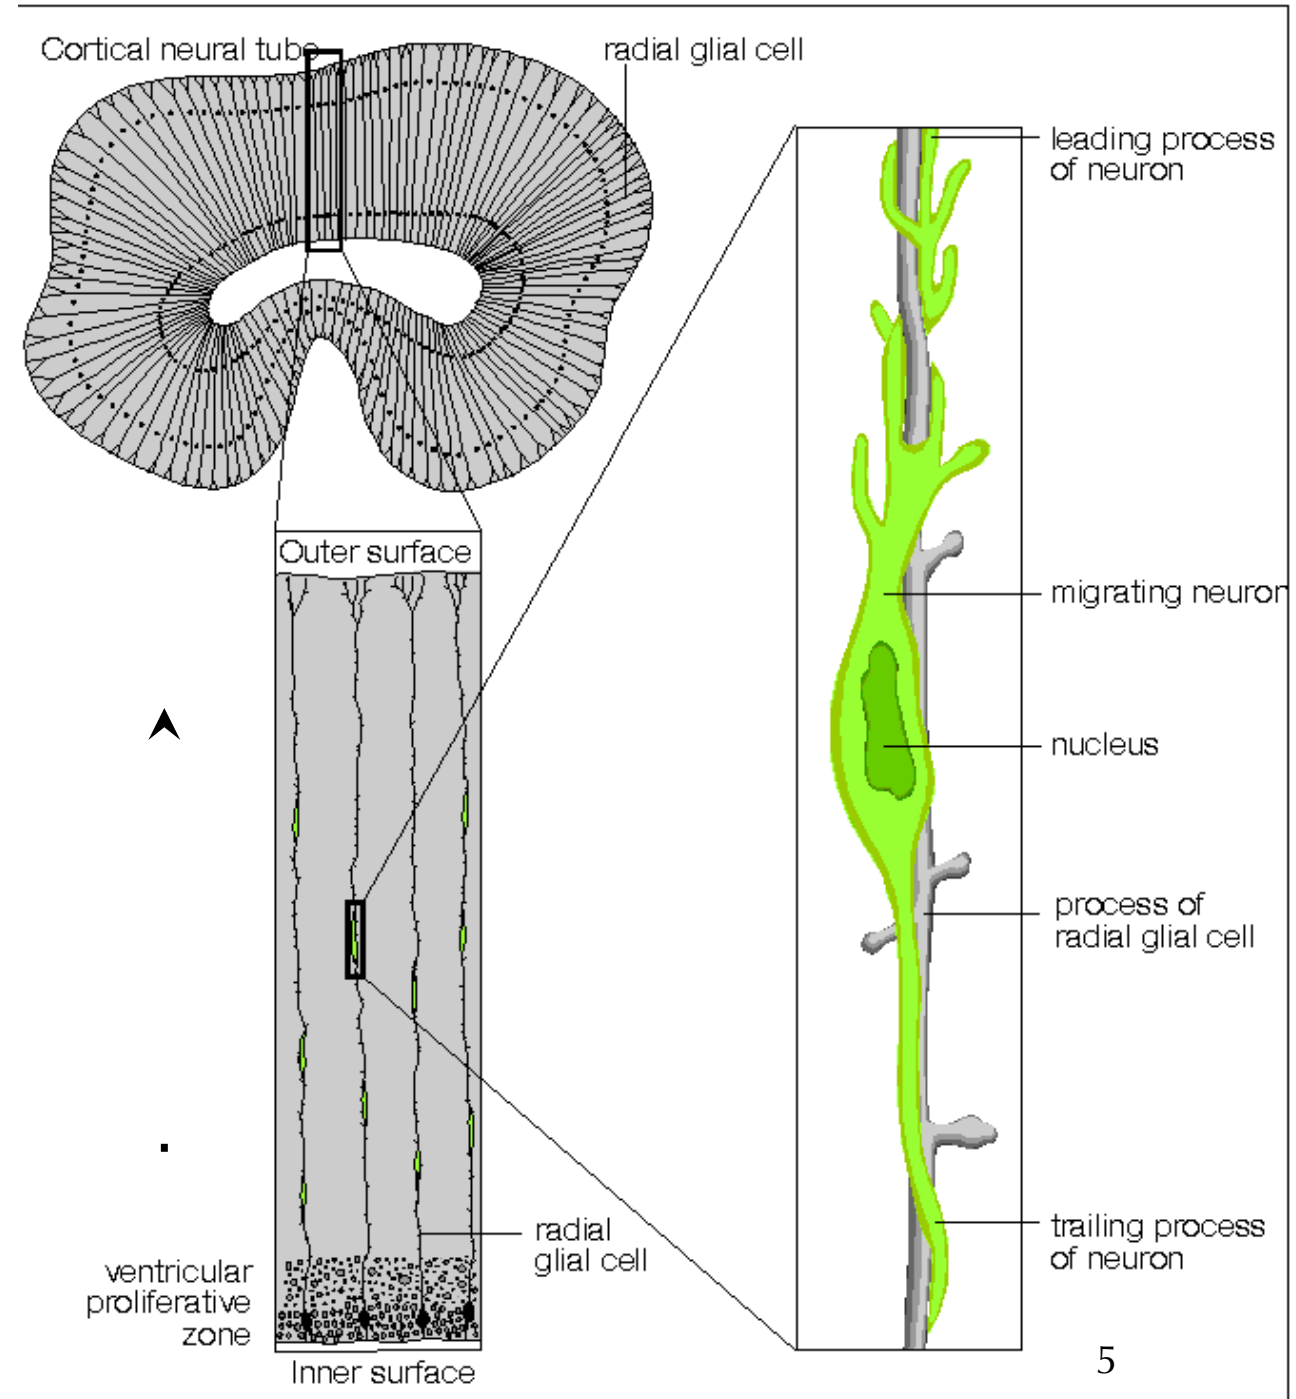 Cortical neural tube
radial glial cell
leading process
of neuron
Outer surface
migrating neuron
nucleus
process of
radial glial cell
radial
glial cell
trailing process
of neuron
ventricular
proliferative
zone
Inner surface
5